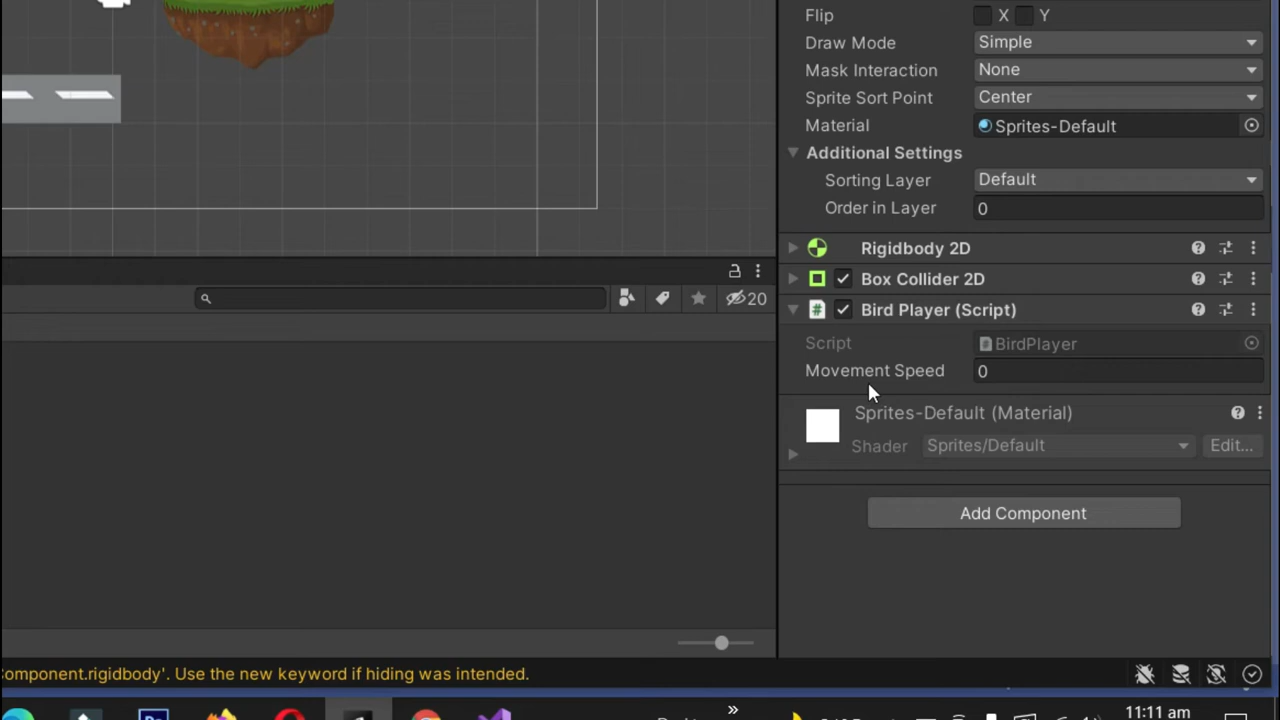 Flip X Y
Draw Mode Simple
Mask Interaction None
Sprite Sort Point Center
Material Sprites-Default
Additional Settings
Sorting Layer Default
Order in Layer 0
Rigidbody 2D
Box Collider 2D
20
Bird Player (Script)
Script BirdPlayer
Movement Speed 0
Sprites-Default (Material)
Shader Sprites/Default Edit...
Add Component
omponent.rigidbody'. Use the new keyword if hiding was intended.
Ps
»
11:11 am